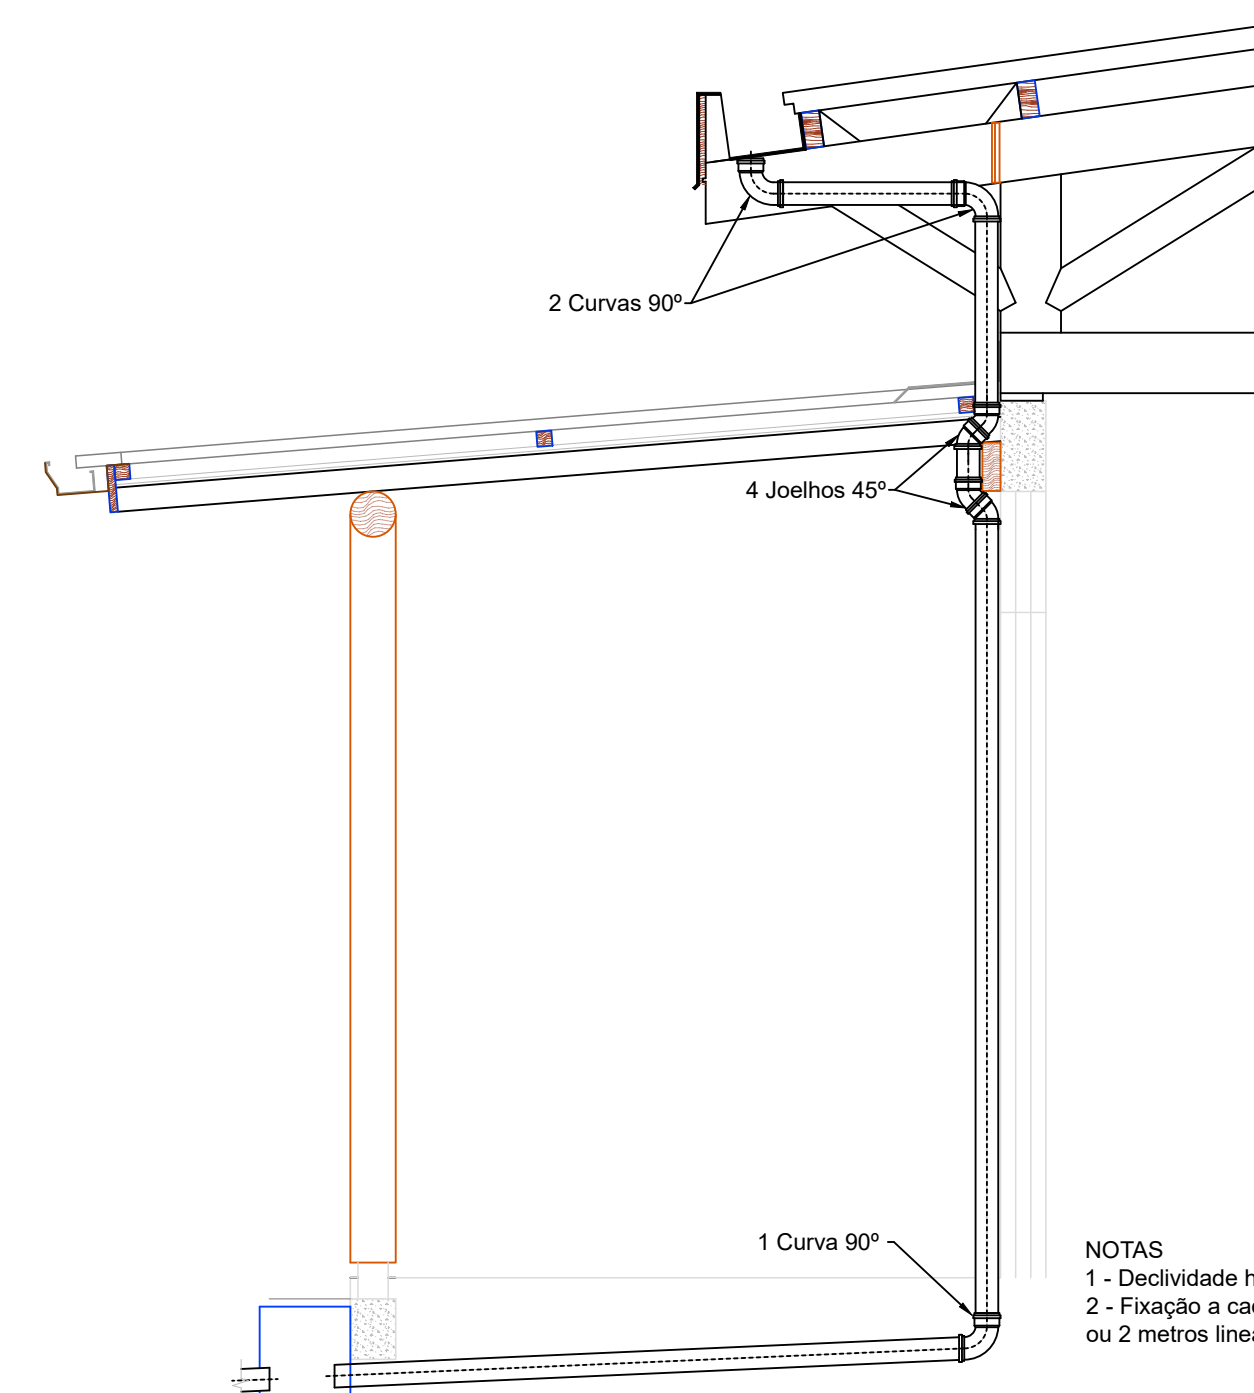 2 Curvas 90º
4 Joelhos 45º
1 Curva 90º
NOTAS
1 - Declividade
2 - Fixação a
ou 2 metros